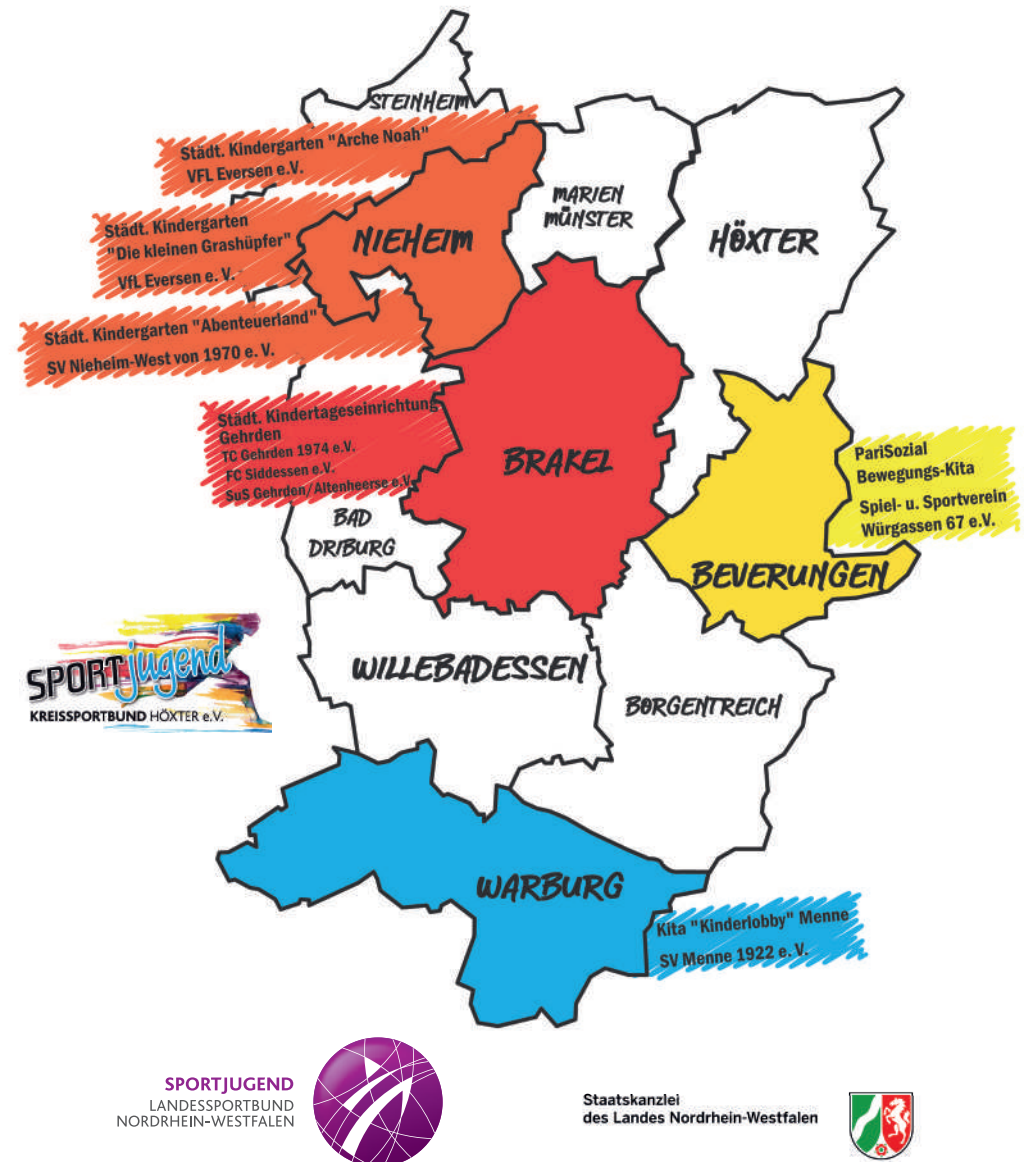 STEINHEIM
Städt. Kindergarten "Arche Noah"
VFL Eversen e.V.
MARIEN
MÜNSTER
HÖXTER
NIEHEIM
Städt. Kindergarten
"Die kleinen Grashüpfer"
VfL Eversen e. V.
Städt. Kindergarten "Abenteuerland"
SV Nieheim-West von 1970 e. V.
Städt. Kindertageseinrichtung
Gehrden
TC Gehrden 1974 e.V.
FC Siddessen e.V.
SuS Gehrden/Altenheerse e.V.
BRAKEL
PariSozial
Bewegungs-Kita
Spiel- u. Sportverein
Würgassen 67 e.V.
BAD
DRIBURG
BEVERUNGEN
SPORTjugend
KREISSPORTBUND HÖXTER e.V.
WILLEBADESSEN
BORGENTREICH
WARBURG
Kita "Kinderlobby" Menne
SV Menne 1922 e. V.
SPORTJUGEND
LANDESSPORTBUND
NORDRHEIN-WESTFALEN
Staatskanzlei
des Landes Nordrhein-Westfalen